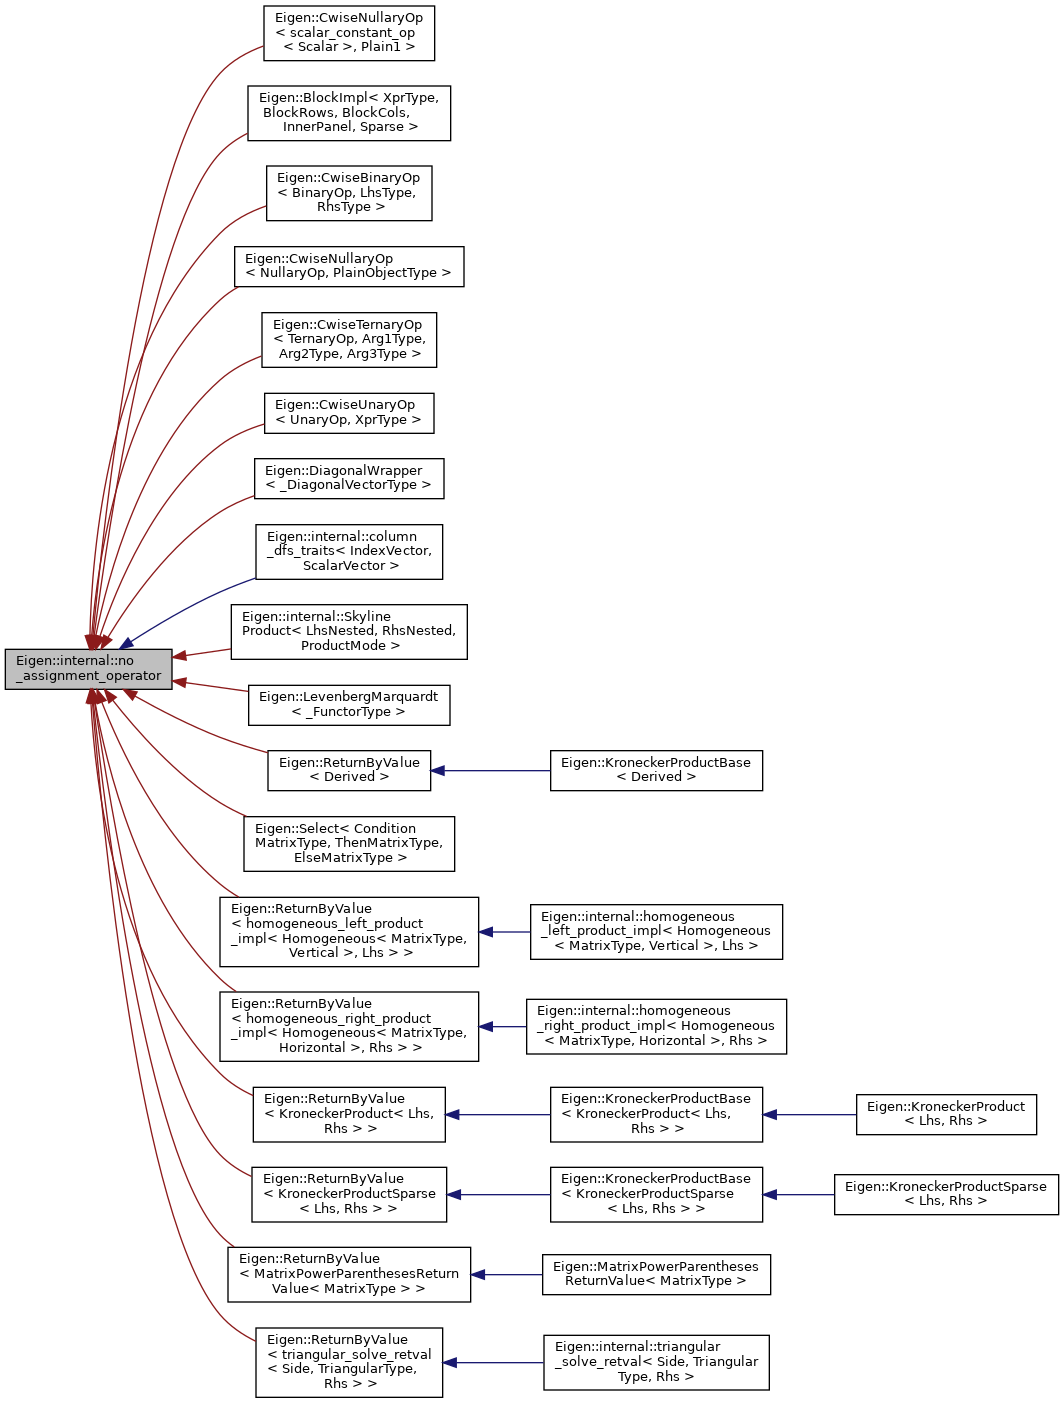 Eigen::CwiseNullaryOp
< scalar_constant_op
< Scalar >, Plain1 >
Eigen::BlockImpl< XprType,
BlockRows, BlockCols,
InnerPanel, Sparse >
Eigen::CwiseBinaryOp
< BinaryOp, LhsType,
RhsType >
Eigen::CwiseNullaryOp
< NullaryOp, PlainObjectType >
Eigen::CwiseTernaryOp
< TernaryOp, Arg1Type,
Arg2Type, Arg3Type >
Eigen::CwiseUnaryOp
< UnaryOp, XprType >
Eigen::DiagonalWrapper
< _DiagonalVectorType >
Eigen::internal::column
_dfs_traits< IndexVector,
ScalarVector >
Eigen::internal::Skyline
Product< LhsNested, RhsNested,
ProductMode >
Eigen::internal::no
_assignment_operator
Eigen::LevenbergMarquardt
< _FunctorType >
Eigen::ReturnByValue
< Derived >
Eigen::KroneckerProductBase
< Derived >
Eigen::Select< Condition
MatrixType, ThenMatrixType,
ElseMatrixType >
Eigen::ReturnByValue
< homogeneous_left_product
_impl< Homogeneous< MatrixType,
Vertical >, Lhs > >
Eigen::internal::homogeneous
_left_product_impl< Homogeneous
< MatrixType, Vertical >, Lhs >
Eigen::ReturnByValue
< homogeneous_right_product
_impl< Homogeneous< MatrixType,
Horizontal >, Rhs > >
Eigen::internal::homogeneous
_right_product_impl< Homogeneous
< MatrixType, Horizontal >, Rhs >
Eigen::ReturnByValue
< KroneckerProduct< Lhs,
Rhs > >
Eigen::KroneckerProductBase
< KroneckerProduct< Lhs,
Rhs > >
Eigen::KroneckerProduct
< Lhs, Rhs >
Eigen::ReturnByValue
< KroneckerProductSparse
< Lhs, Rhs > >
Eigen::KroneckerProductBase
< KroneckerProductSparse
< Lhs, Rhs > >
Eigen::KroneckerProductSparse
< Lhs, Rhs >
Eigen::ReturnByValue
< MatrixPowerParenthesesReturn
Value< MatrixType > >
Eigen::MatrixPowerParentheses
ReturnValue< MatrixType >
Eigen::ReturnByValue
< triangular_solve_retval
< Side, TriangularType,
Rhs > >
Eigen::internal::triangular
_solve_retval< Side, Triangular
Type, Rhs >